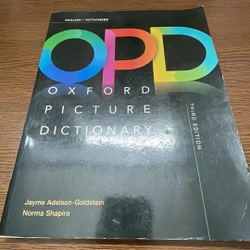 ENGLISH / VIETNAMESE
OPD
OXFORD
PICTURE
DICTIONARY
THIRD EDITION
Jayme Adelson-Goldstein
Norma Shapiro